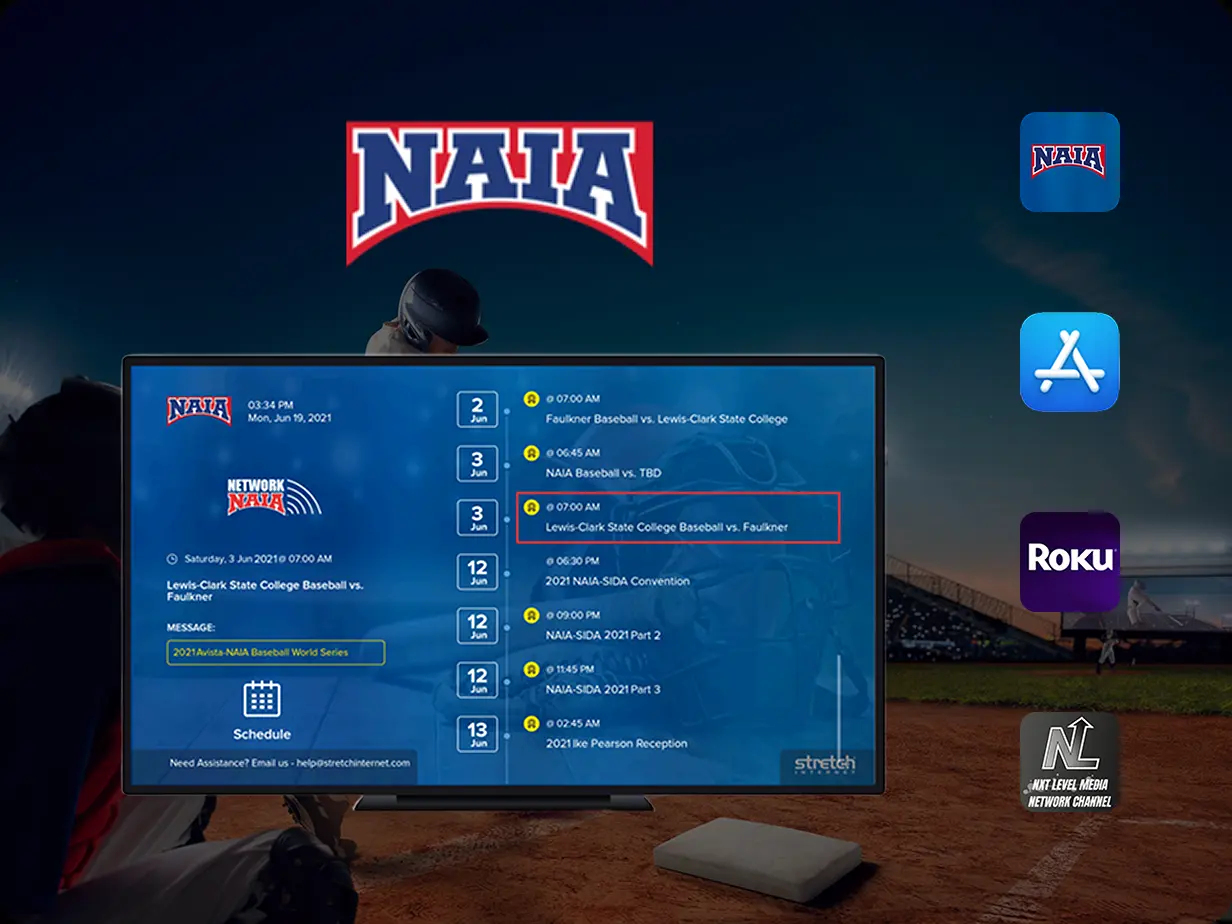 NAIA
NAIA
ROKU
NL
NXT LEVEL MEDIA
NETWORK CHANNEL
NAIA
03:34 PM
Mon, Jun 19, 2021
NETWORK
NAIA
Saturday, 3 Jun 2021 @ 07:00 AM
Lewis-Clark State College Baseball vs.
Faulkner
MESSAGE:
2021 Avista-NAIA Baseball World Series
Schedule
Need Assistance? Email us - help@stretchinternet.com
2
Jun
@ 07:00 AM
Faulkner Baseball vs. Lewis-Clark State College
3
Jun
@ 06:45 AM
NAIA Baseball vs. TBD
3
Jun
@ 07:00 AM
Lewis-Clark State College Baseball vs. Faulkner
12
Jun
@ 06:30 PM
2021 NAIA-SIDA Convention
12
Jun
@ 09:00 PM
NAIA-SIDA 2021 Part 2
12
Jun
@ 11:45 PM
NAIA-SIDA 2021 Part 3
13
Jun
@ 02:45 AM
2021 Ike Pearson Reception
stretch
INTERNET